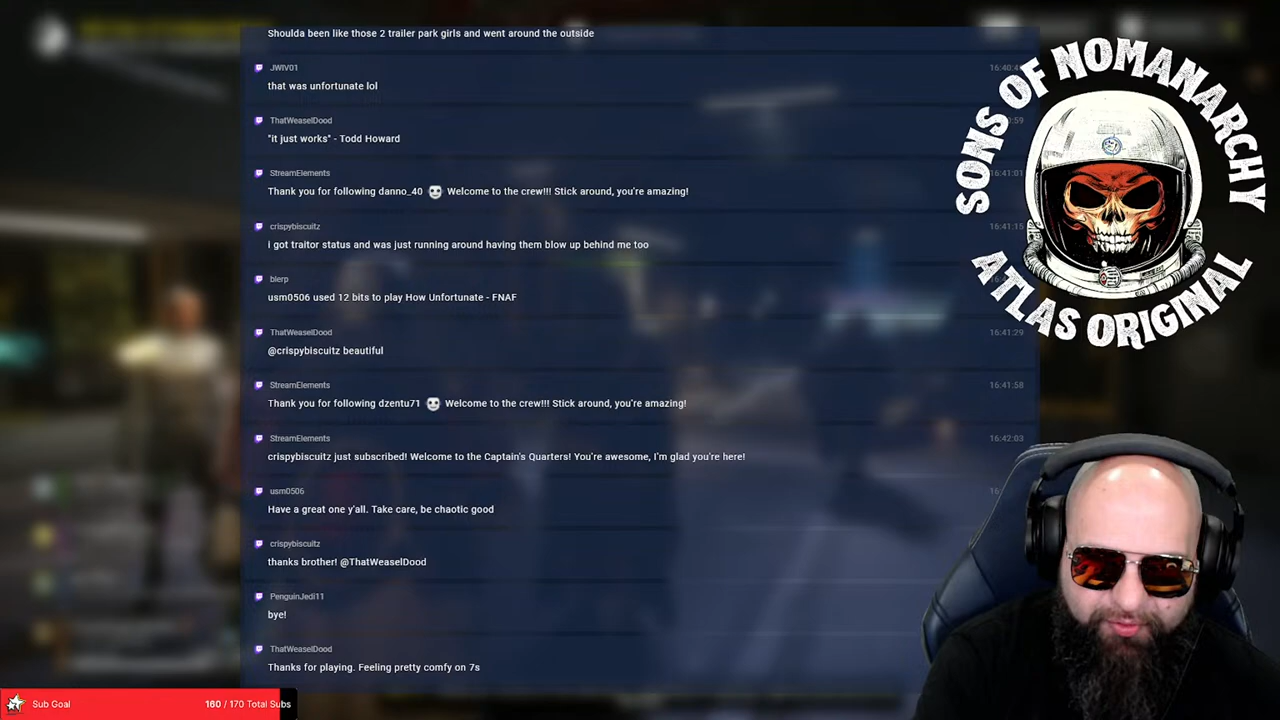 Shoulda been like those 2 trailer park girls and went around the outside
JWIV01
that was unfortunate lol
ThatWeaselDood
"it just works" - Todd Howard
StreamElements
16:41:01
Thank you for following danno_40 Welcome to the crew!!! Stick around, you're amazing!
crispybiscuitz
16:41:15
i got traitor status and was just running around having them blow up behind me too
blerp
usm0506 used 12 bits to play How Unfortunate - FNAF
ThatWeaselDood
16:41:29
@crispybiscuitz beautiful
StreamElements
16:41:58
Thank you for following dzentu71 Welcome to the crew!!! Stick around, you're amazing!
StreamElements
16:42:03
crispybiscuitz just subscribed! Welcome to the Captain's Quarters! You're awesome, I'm glad you're here!
usm0506
Have a great one y'all. Take care, be chaotic good
crispybiscuitz
thanks brother! @ThatWeaselDood
PenguinJedi11
bye!
ThatWeaselDood
Thanks for playing. Feeling pretty comfy on 7s
SONS OF NOMANARCHY
ATLAS ORIGINAL
Sub Goal
160 / 170 Total Subs